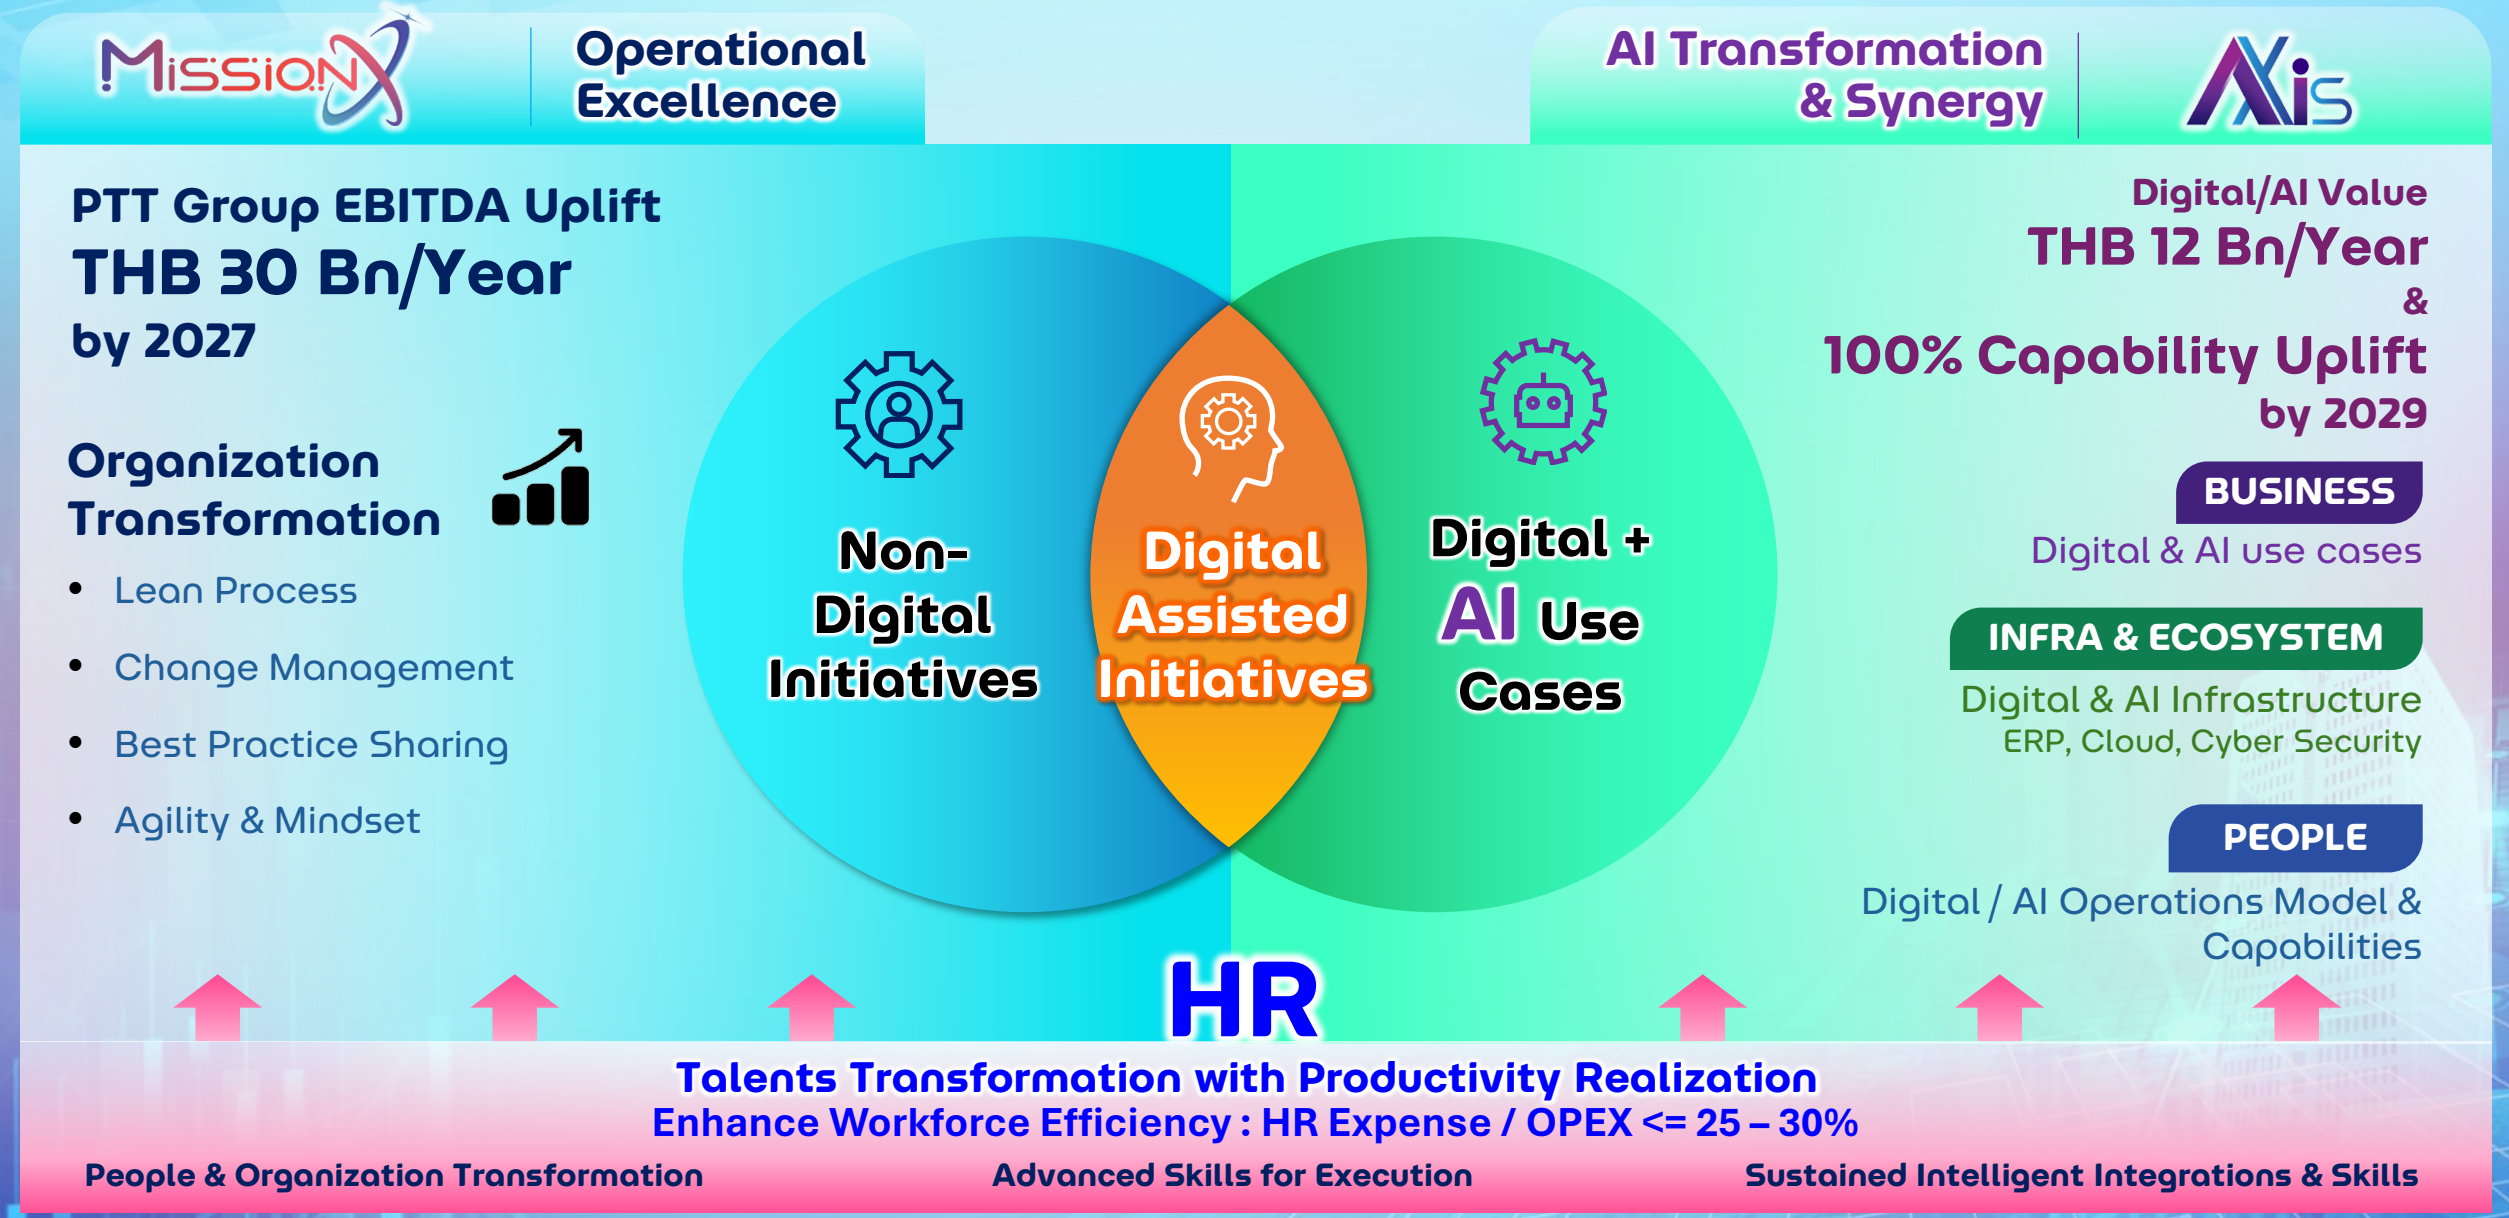 MissionX
Operational
Excellence
AI Transformation
& Synergy
AXis
PTT Group EBITDA Uplift
THB 30 Bn/Year
by 2027
Organization
Transformation
• Lean Process
• Change Management
• Best Practice Sharing
• Agility & Mindset
Non-
Digital
Initiatives
Digital
Assisted
Initiatives
Digital +
AI Use
Cases
Digital/AI Value
THB 12 Bn/Year
&
100% Capability Uplift
by 2029
BUSINESS
Digital & AI use cases
INFRA & ECOSYSTEM
Digital & AI Infrastructure
ERP, Cloud, Cyber Security
PEOPLE
Digital / AI Operations Model &
Capabilities
HR
Talents Transformation with Productivity Realization
Enhance Workforce Efficiency : HR Expense / OPEX <= 25 – 30%
People & Organization Transformation
Advanced Skills for Execution
Sustained Intelligent Integrations & Skills